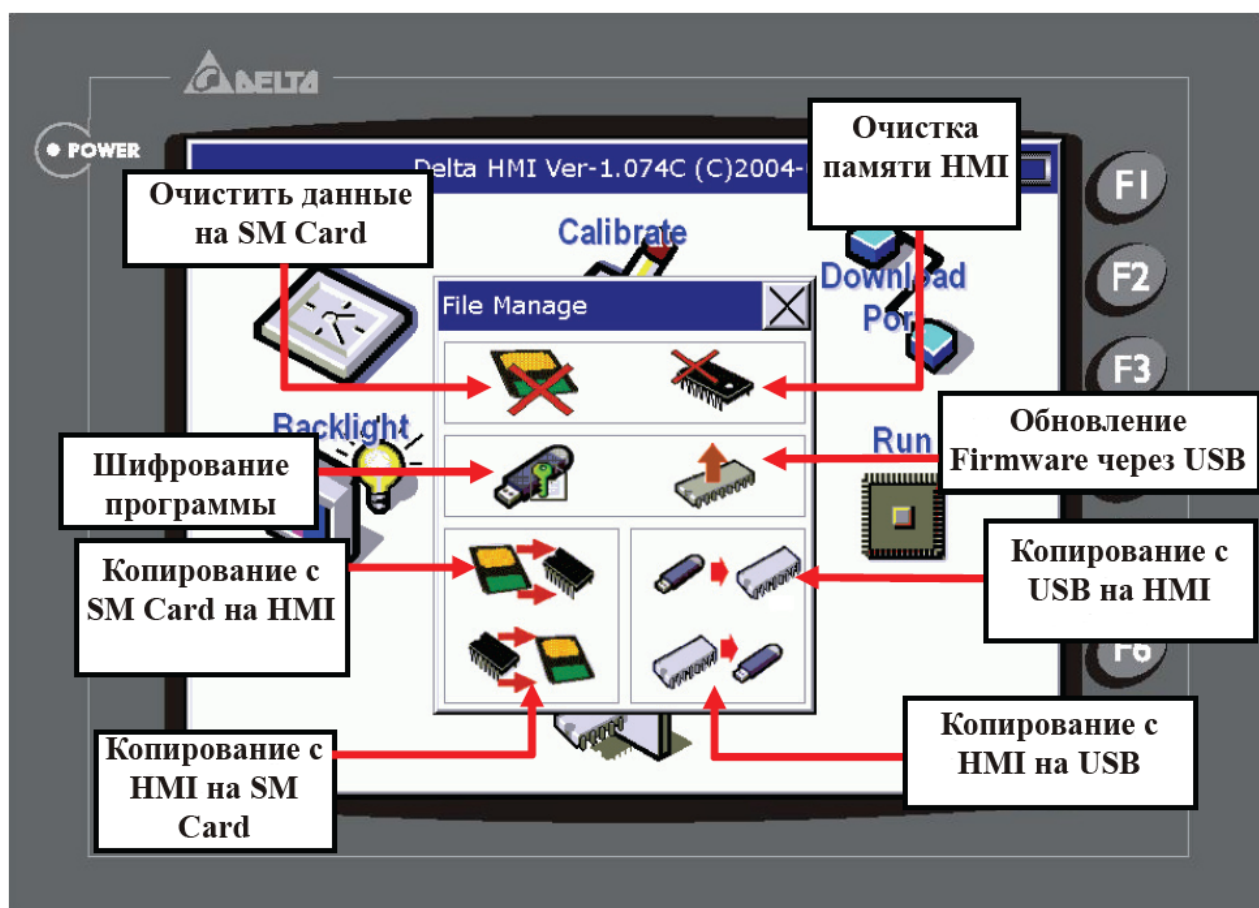 DELTA
POWER
Delta HMI Ver-1.074C (C)2004-
Очистка
памяти HMI
Очистить данные
на SM Card
Calibrate
Download
Por
File Manage
F1
F2
F3
Backlight
Run
Обновление
Firmware через USB
Шифрование
программы
Копирование с
SM Card на HMI
Копирование с
USB на HMI
F6
Копирование с
HMI на SM
Card
Копирование с
HMI на USB